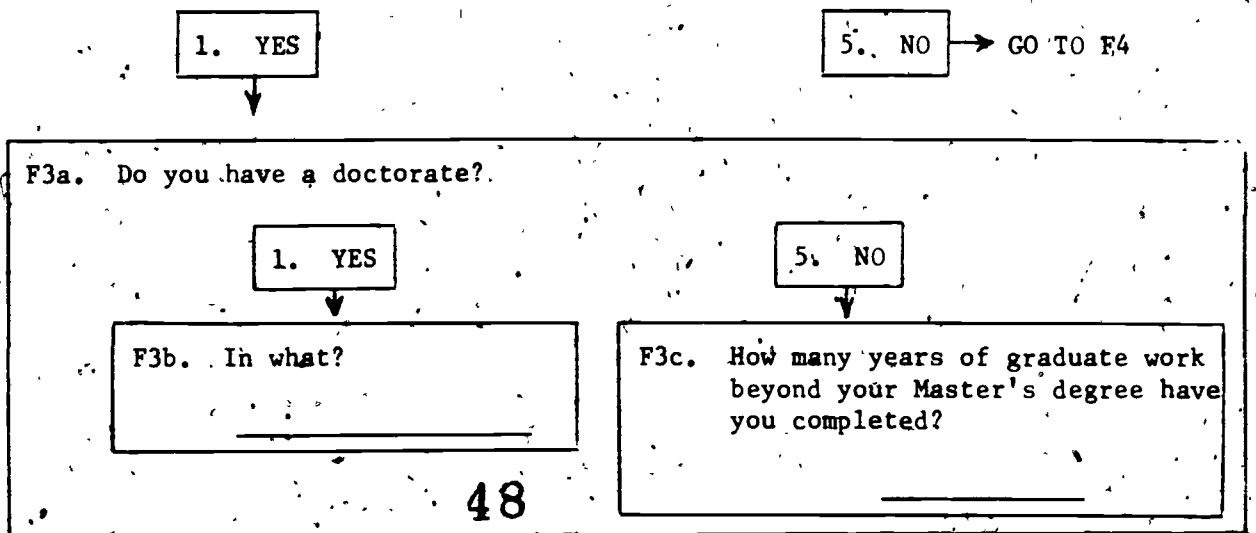 1. YES
5. NO → GO TO F4
F3a. Do you have a doctorate?
1. YES
5. NO
F3b. In what?
F3c. How many years of graduate work
beyond your Master's degree have
you completed?
48